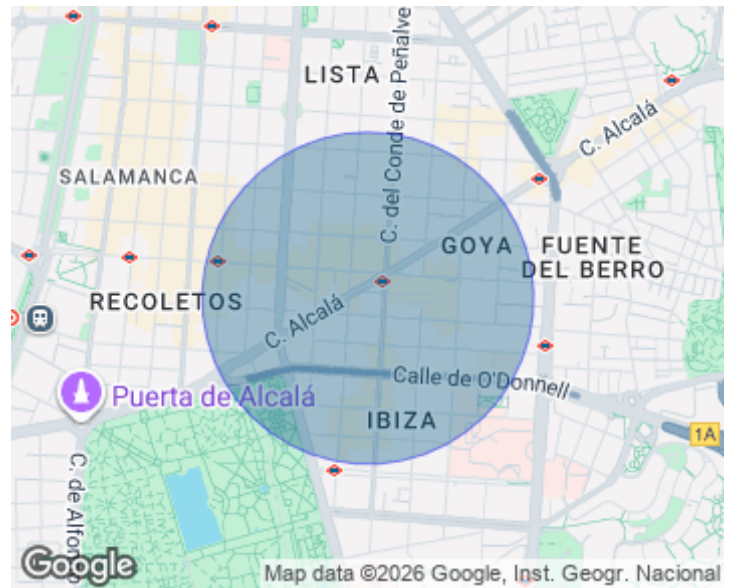 LISTA
C. del Conde de Peñalve
C. Alcalá
SALAMANCA
GOYA
FUENTE
DEL BERRO
RECOLETOS
C. Alcalá
Calle de O'Donnell
Puerta de Alcalá
IBIZA
1A
C. de Alfonso
Google
Map data ©2026 Google, Inst. Geogr. Nacional